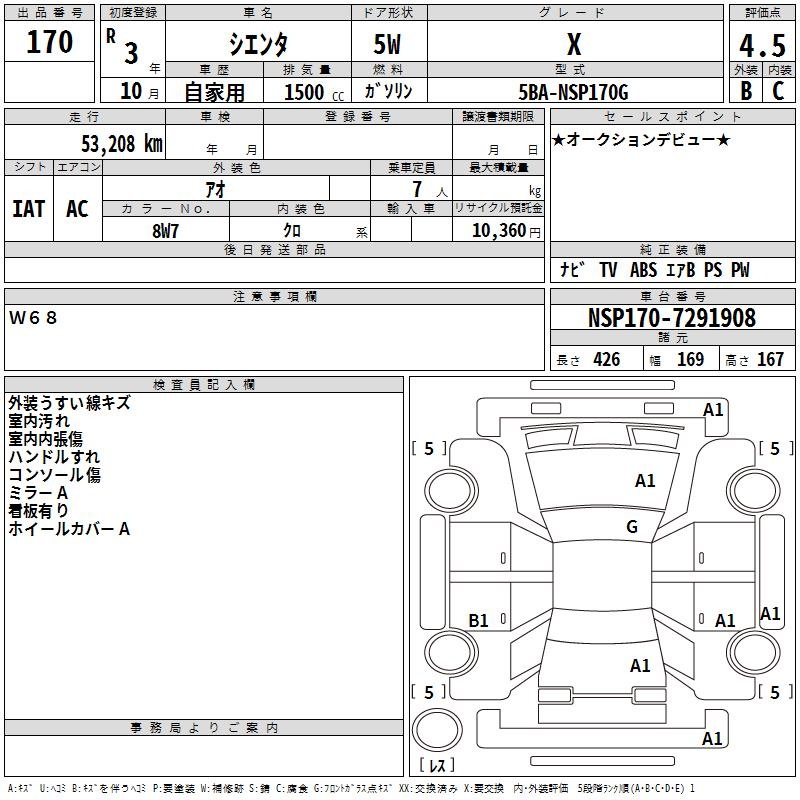 出品番号 初度登録 車名 ドア形状 グレード 評価点
170 R 3 年 シエンタ 5W X 4.5
車歴 排気量 燃料 型式 外装 内装
10 月 自家用 1500 CC ガソリン 5BA-NSP170G B C
走行 車検 登録番号 譲渡書類期限 セールスポイント
53,208 km 年 月 月 日 ★オークションデビュー★
シフト エアコン 外装色 乗車定員 最大積載量
IAT AC アオ 7 人 kg
カラーNo. 内装色 輸入車 リサイクル預託金
8W7 クロ 系 10,360 円
後日発送部品 純正装備
ナビ TV ABS エアB PS PW
注意事項欄 車台番号
W68 NSP170-7291908
諸元
長さ 426 幅 169 高さ 167
検査員記入欄
外装うすい線キズ
室内汚れ
室内内張傷
ハンドルすれ
コンソール傷
ミラーA
看板有り
ホイールカバーA
A1
[5] [5]
A1
G
B1 A1 A1
A1
[5] [5]
A1
[レス]
事務局よりご案内
A:キズ U:ヘコミ B:キズを伴うヘコミ P:要塗装 W:補修跡 S:錆 C:腐食 G:フロントガラス点キズ XX:交換済み X:要交換 内・外装評価 5段階ランク順(A・B・C・D・E) 1